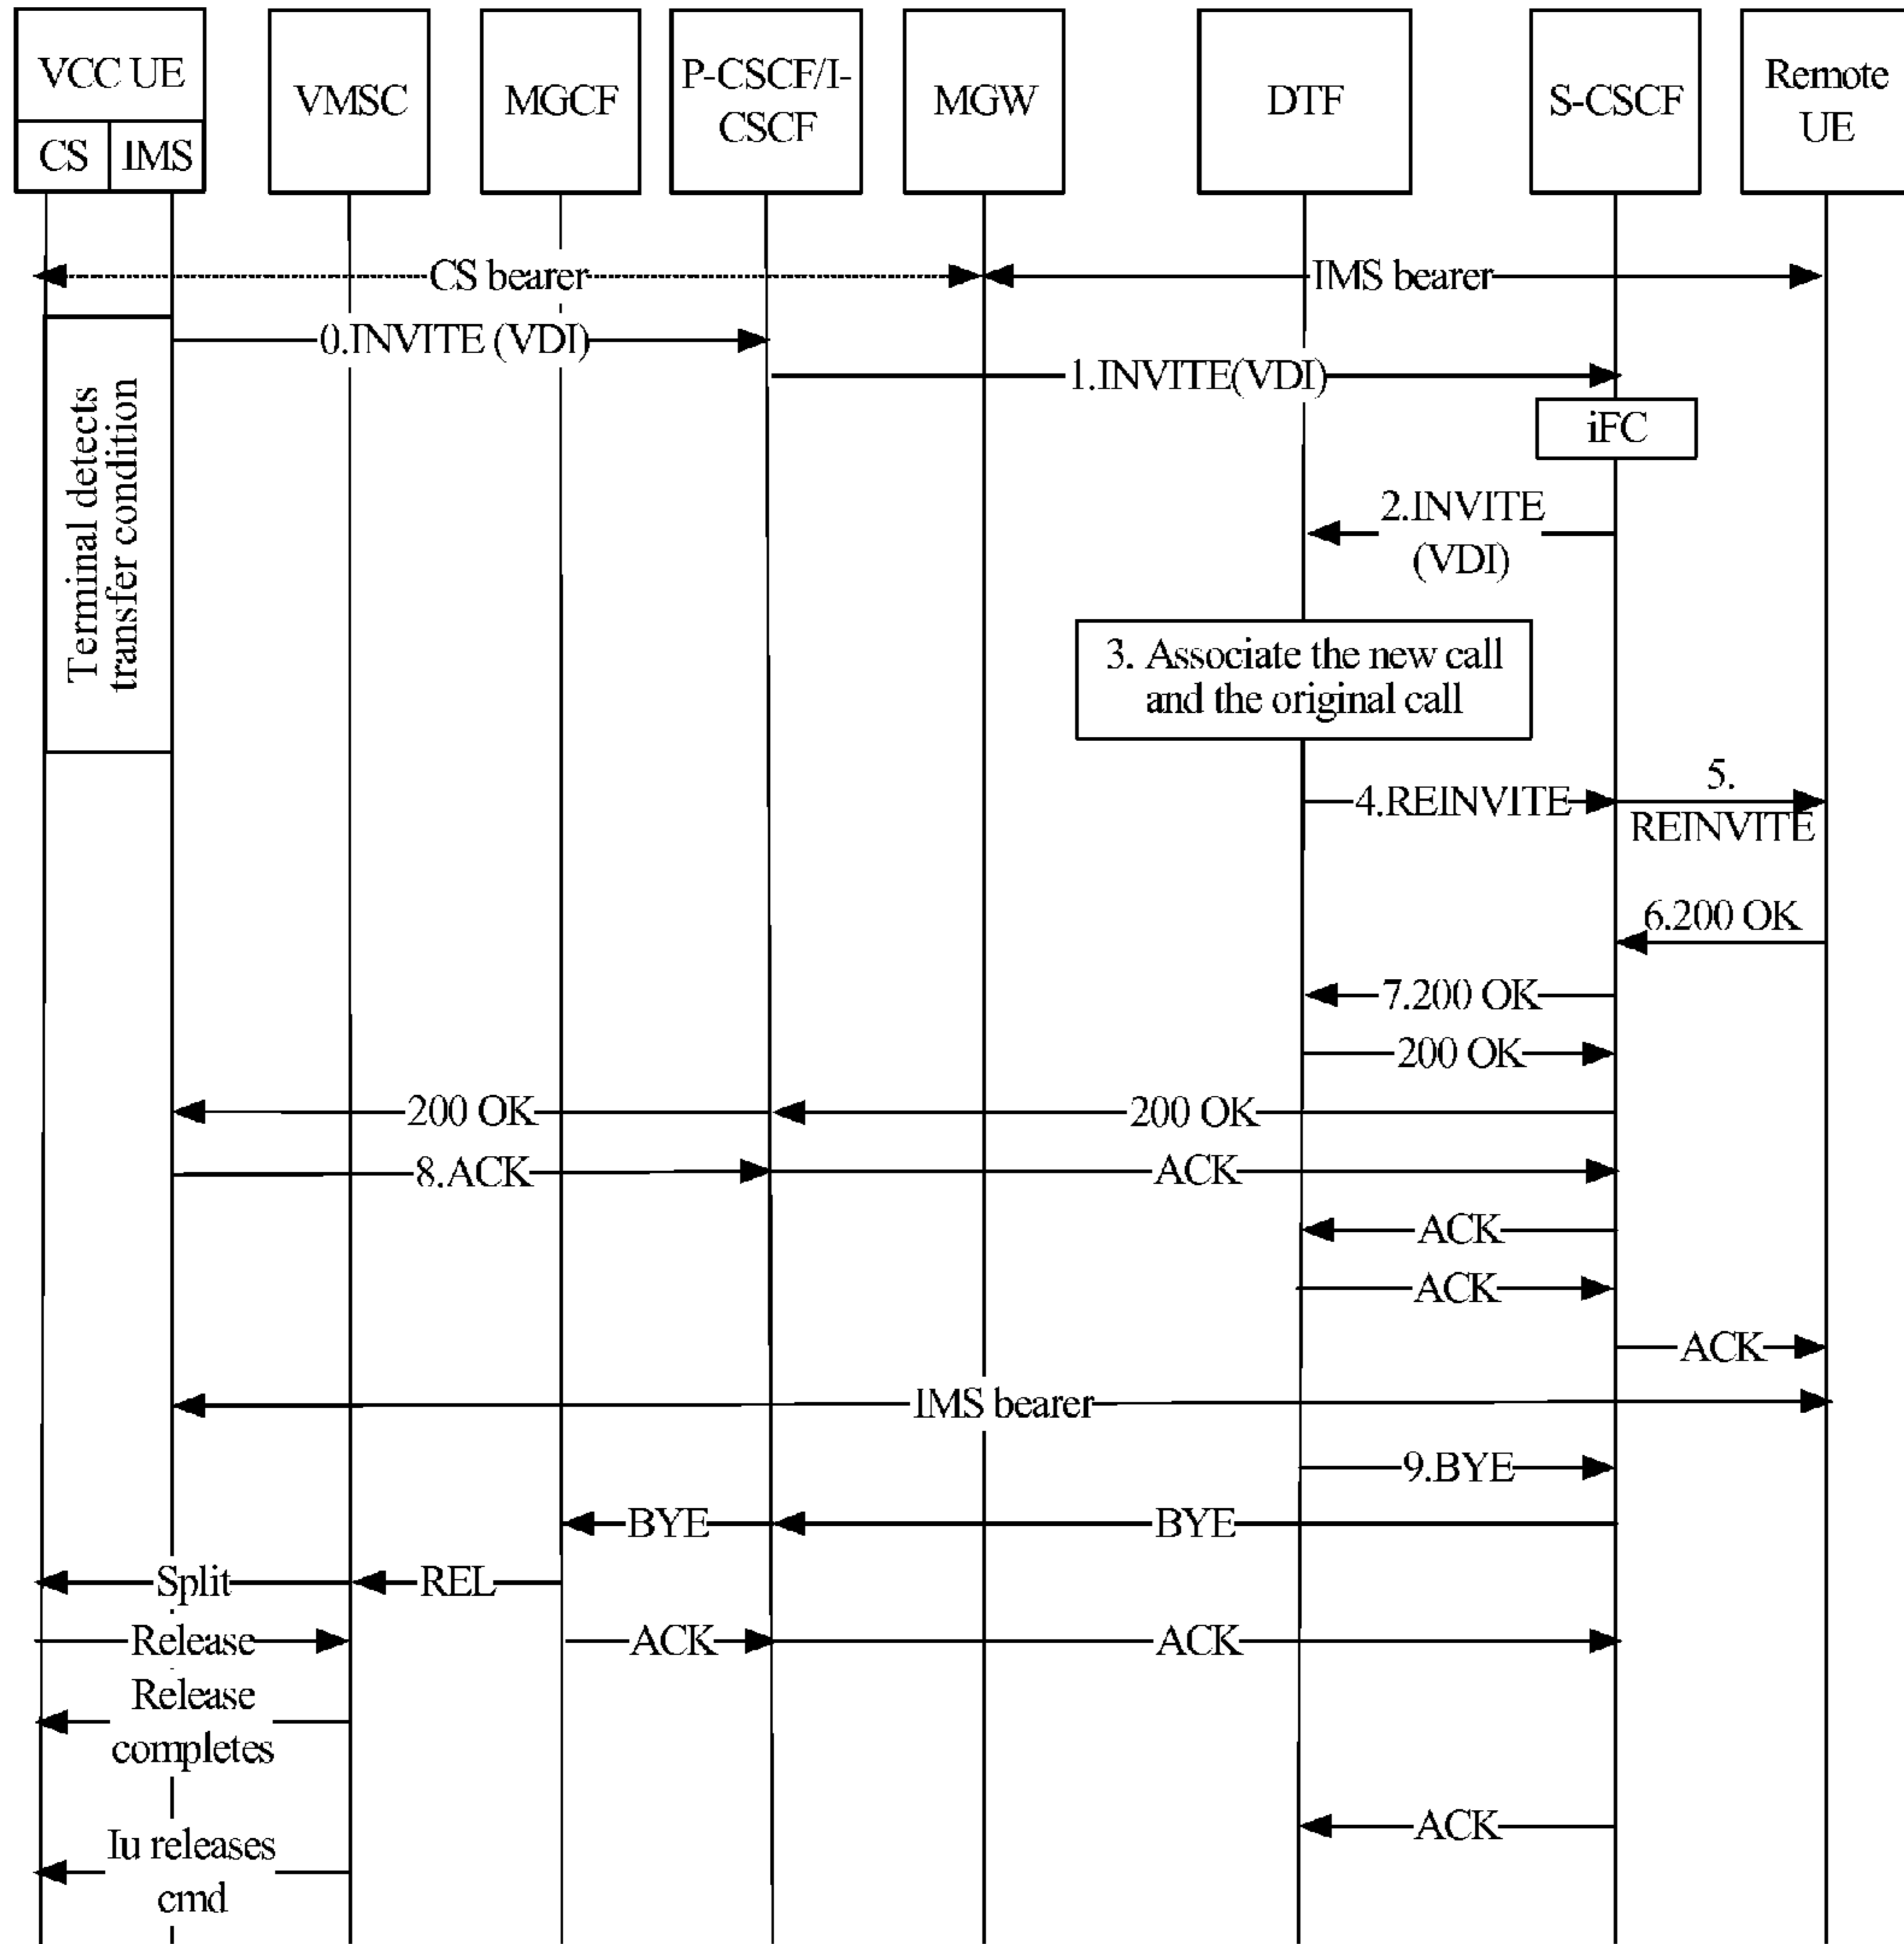 VCC UE
CS
IMS
VMSC
MGCF
P-CSCF/I-
CSCF
MGW
DTF
S-CSCF
Remote
UE
CS bearer
IMS bearer
0.INVITE (VDI)
1.INVITE(VDI)
iFC
Terminal detects
transfer condition
2.INVITE
(VDI)
3. Associate the new call
and the original call
4.REINVITE
5.
REINVITE
6.200 OK
7.200 OK
200 OK
200 OK
200 OK
8.ACK
ACK
ACK
ACK
ACK
IMS bearer
9.BYE
BYE
BYE
Split
REL
Release
ACK
ACK
Release
completes
ACK
Iu releases
cmd